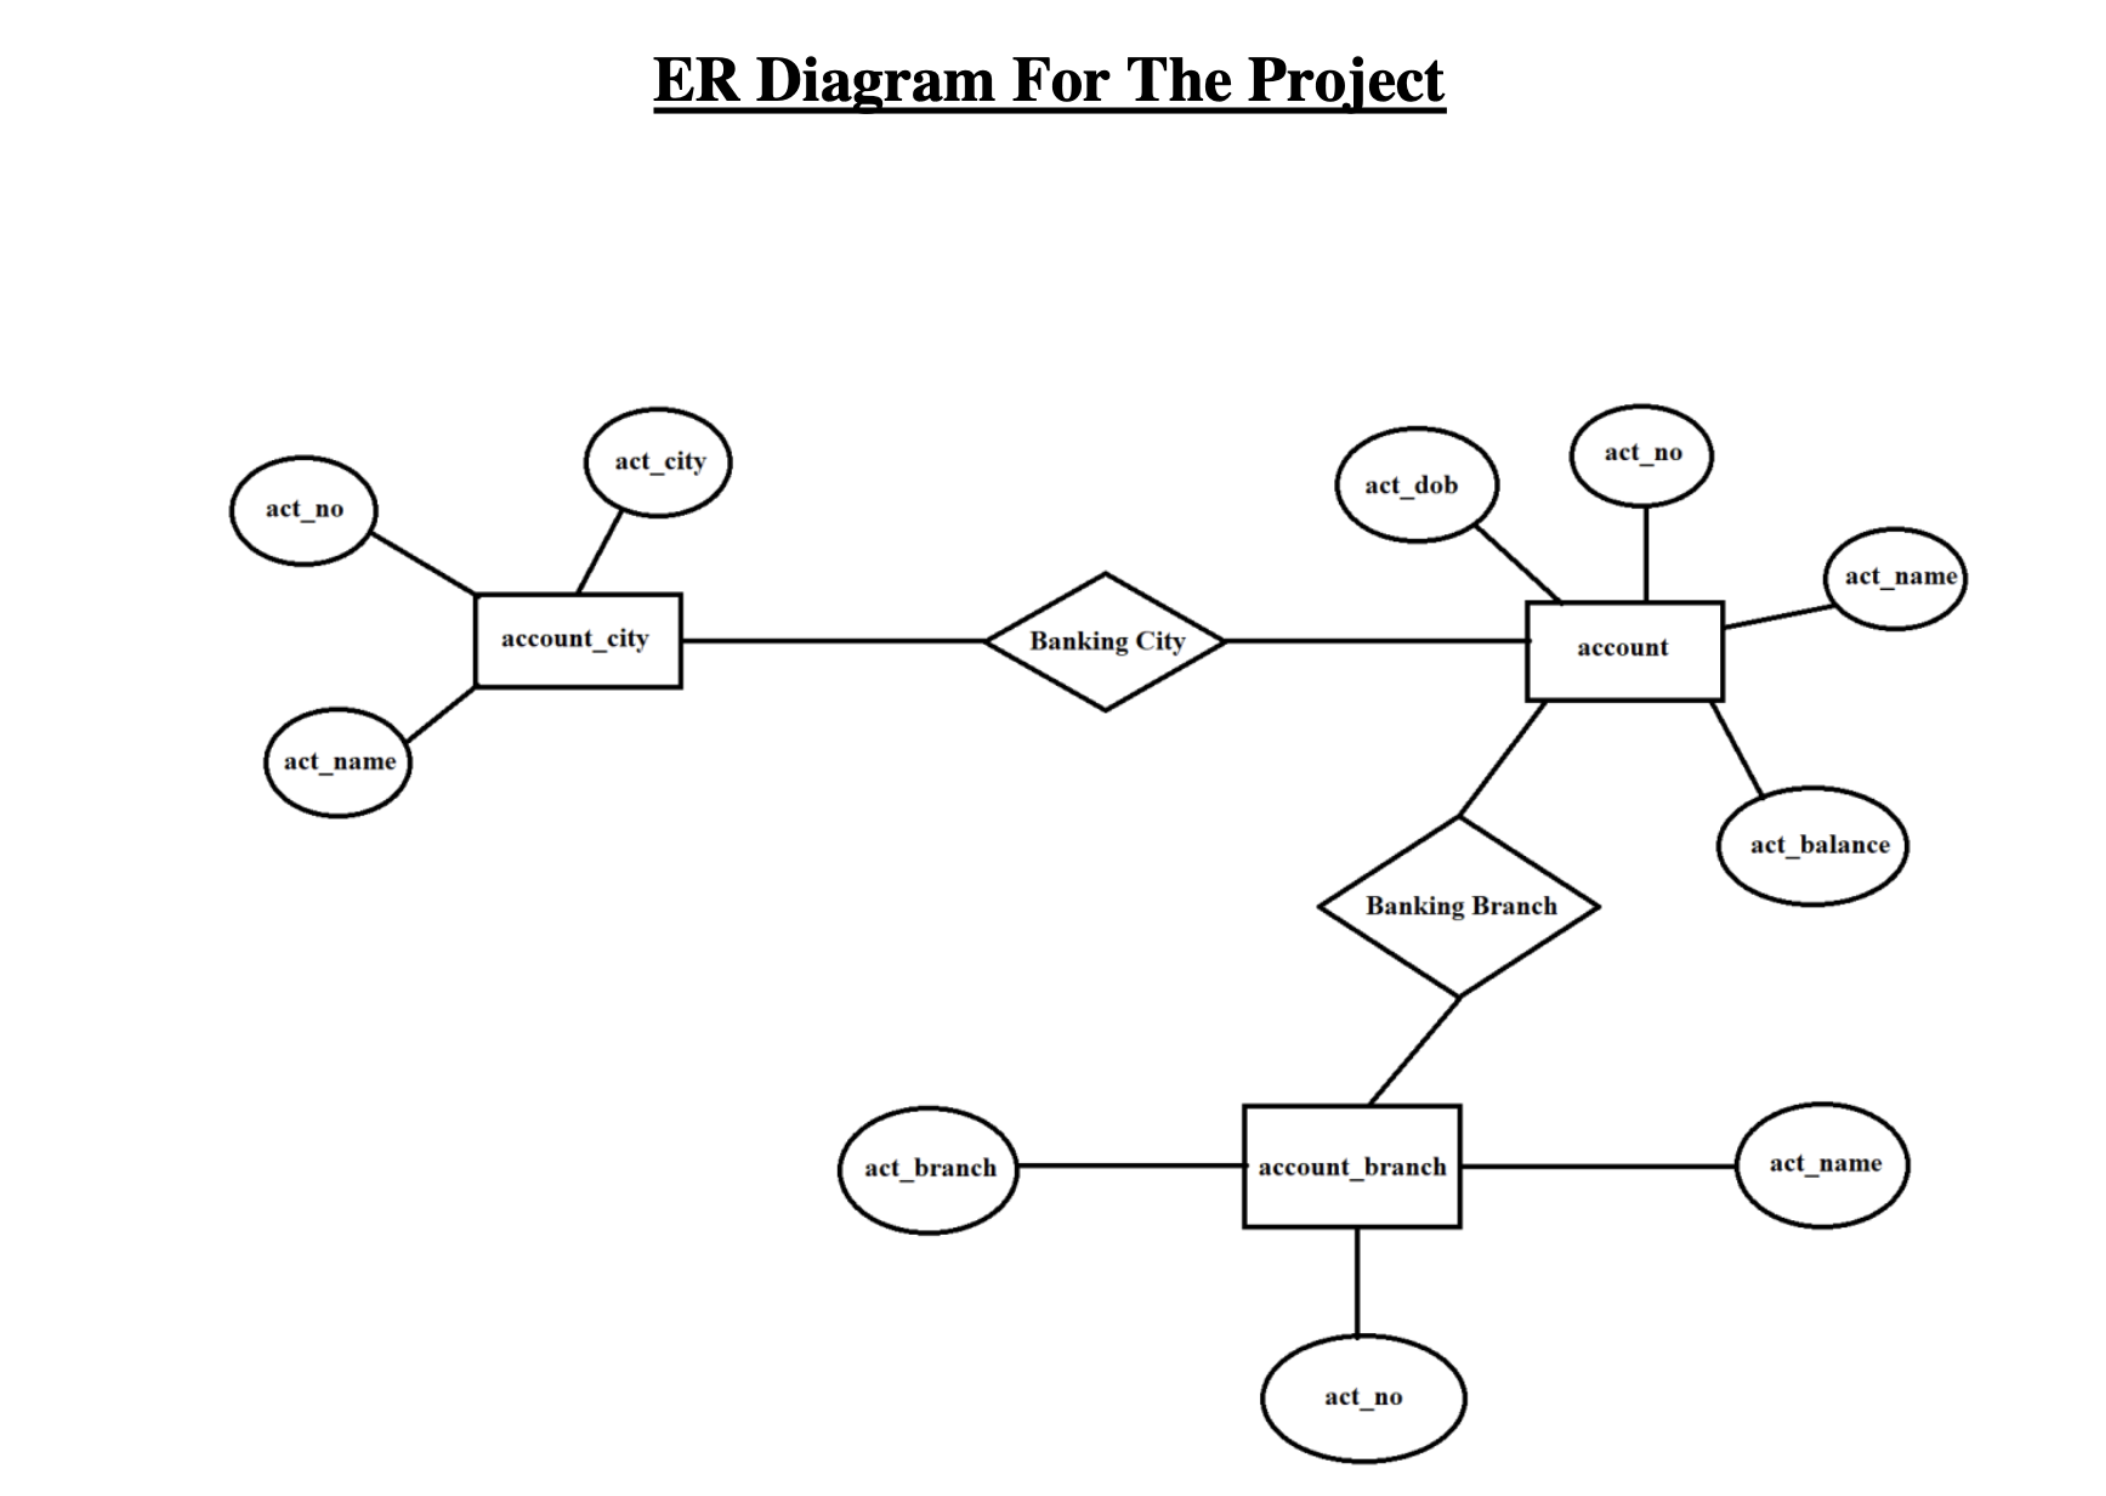 ER Diagram For The Project
act_no
act_city
account_city
act_name
Banking City
act_dob
act_no
act_name
account
act_balance
Banking Branch
act_branch
account_branch
act_name
act_no